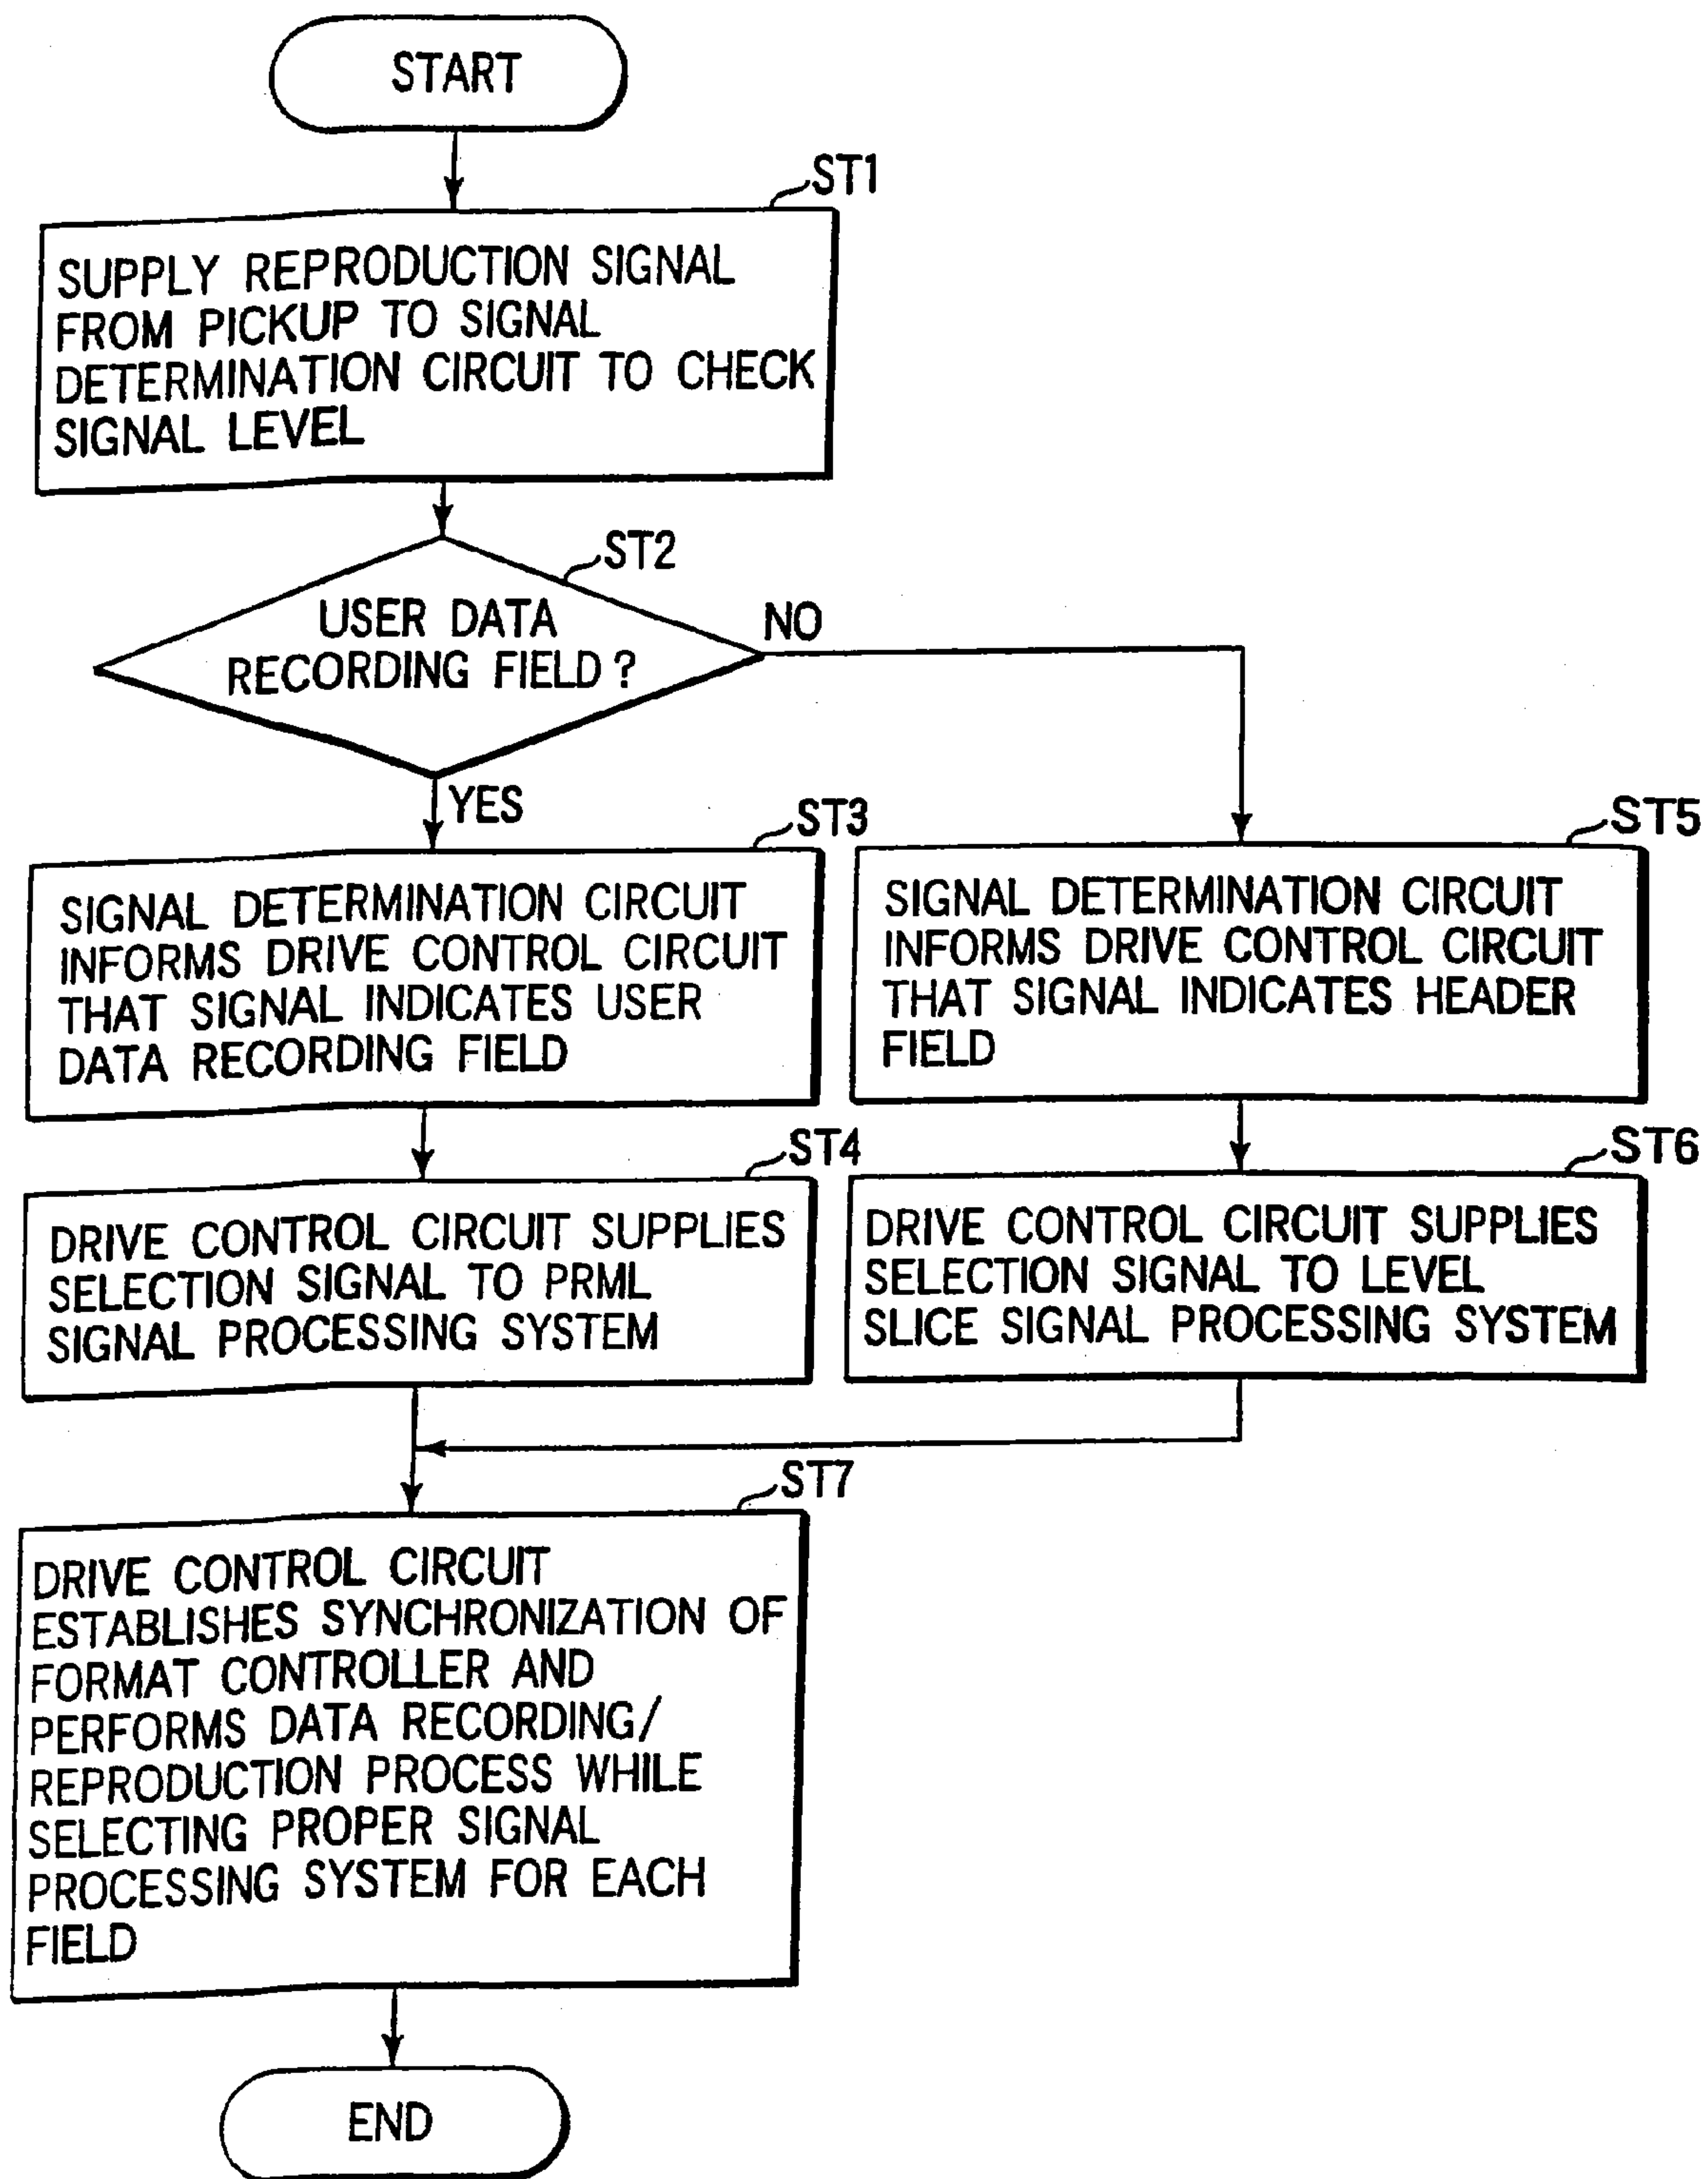 START
ST1
SUPPLY REPRODUCTION SIGNAL
FROM PICKUP TO SIGNAL
DETERMINATION CIRCUIT TO CHECK
SIGNAL LEVEL
ST2
USER DATA
RECORDING FIELD?
NO
YES
ST3
SIGNAL DETERMINATION CIRCUIT
INFORMS DRIVE CONTROL CIRCUIT
THAT SIGNAL INDICATES USER
DATA RECORDING FIELD
ST5
SIGNAL DETERMINATION CIRCUIT
INFORMS DRIVE CONTROL CIRCUIT
THAT SIGNAL INDICATES HEADER
FIELD
ST4
DRIVE CONTROL CIRCUIT SUPPLIES
SELECTION SIGNAL TO PRML
SIGNAL PROCESSING SYSTEM
ST6
DRIVE CONTROL CIRCUIT SUPPLIES
SELECTION SIGNAL TO LEVEL
SLICE SIGNAL PROCESSING SYSTEM
ST7
DRIVE CONTROL CIRCUIT
ESTABLISHES SYNCHRONIZATION OF
FORMAT CONTROLLER AND
PERFORMS DATA RECORDING/
REPRODUCTION PROCESS WHILE
SELECTING PROPER SIGNAL
PROCESSING SYSTEM FOR EACH
FIELD
END